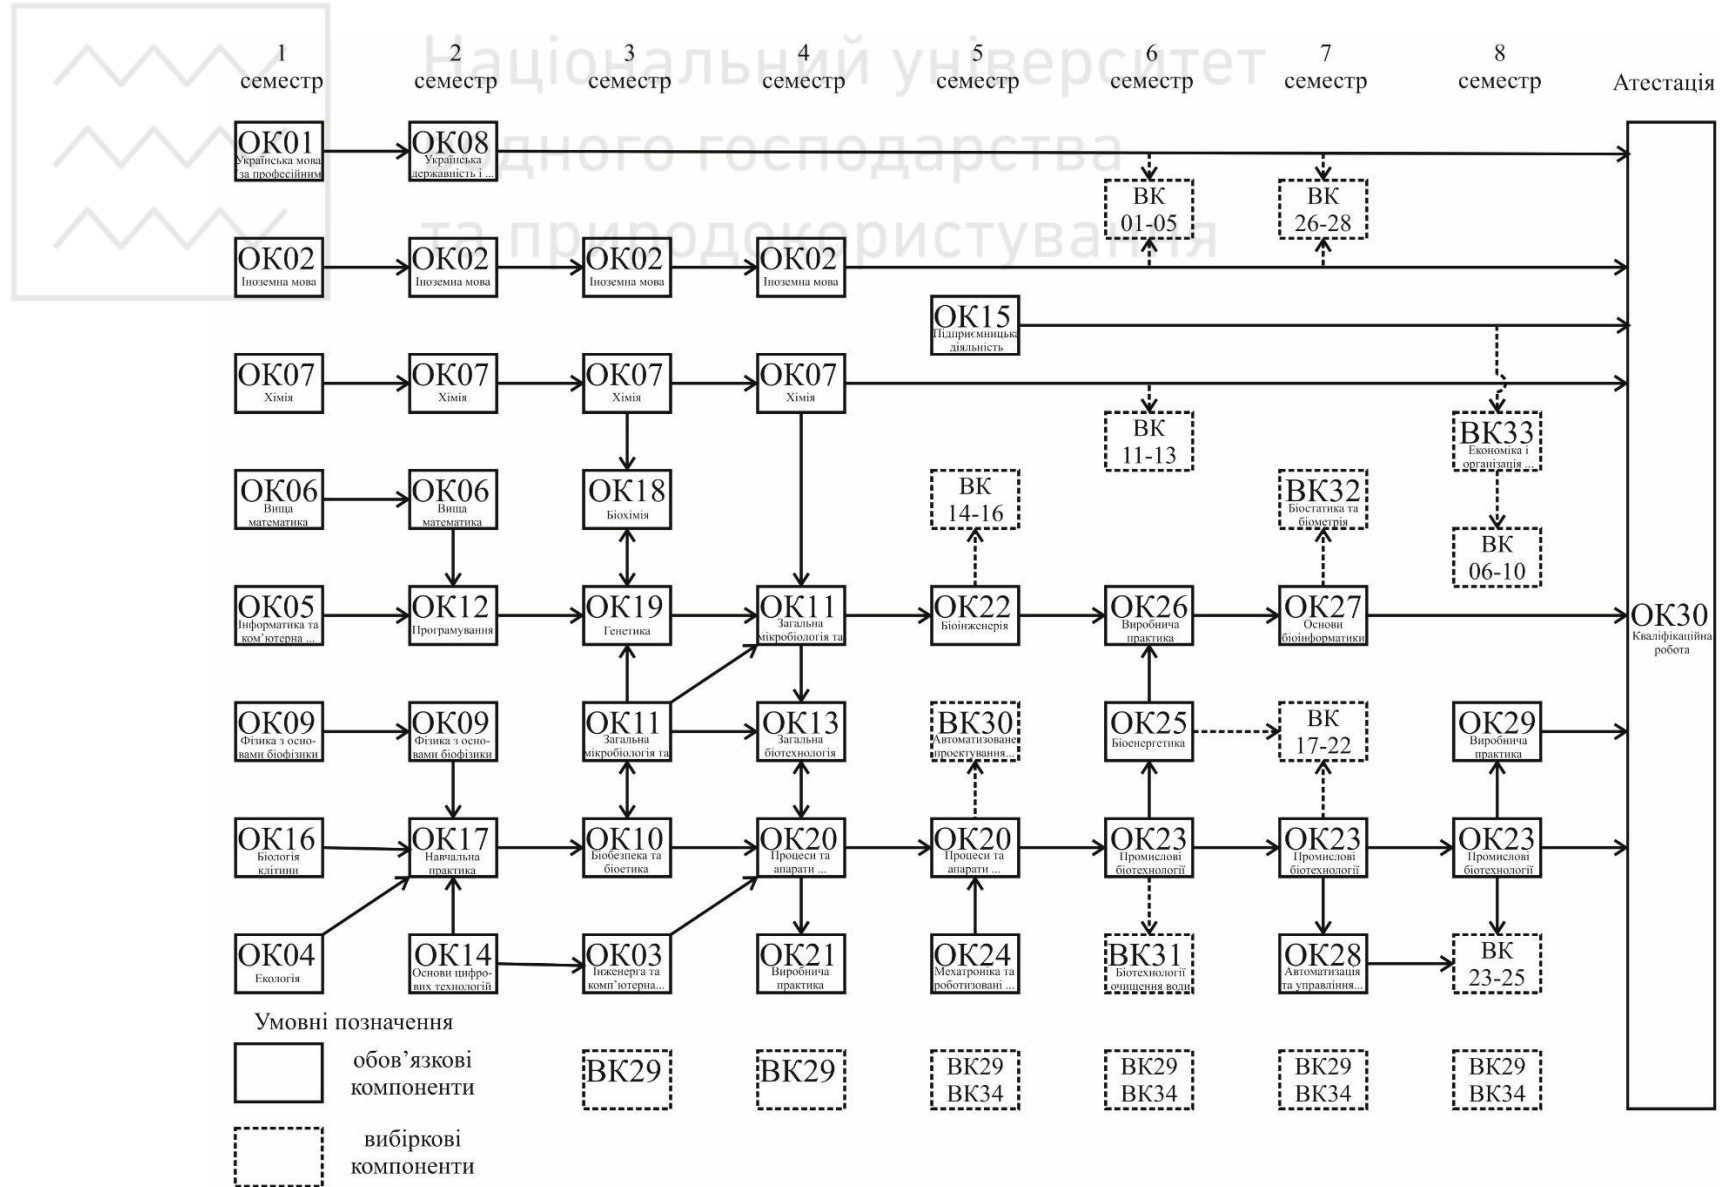 Національний університет
водного господарства
та природокористування
1 семестр
2 семестр
3 семестр
4 семестр
5 семестр
6 семестр
7 семестр
8 семестр
Атестація
ОК01
Українська мова
за професійним
ОК08
Українська
державність і ...
ВК
01-05
ВК
26-28
ОК02
Іноземна мова
ОК02
Іноземна мова
ОК02
Іноземна мова
ОК02
Іноземна мова
ОК15
Підприємницька
діяльність
ОК07
Хімія
ОК07
Хімія
ОК07
Хімія
ОК07
Хімія
ВК
11-13
ВК33
Економіка і
організація ...
ОК06
Вища
математика
ОК06
Вища
математика
ОК18
Біохімія
ВК
14-16
ВК32
Біостатика та
біометрія
ВК
06-10
ОК05
Інформатика та
ком’ютерна ...
ОК12
Програмування
ОК19
Генетика
ОК11
Загальна
мікробіологія та
ОК22
Біоінженерія
ОК26
Виробнича
практика
ОК27
Основи
біоінформатики
ОК30
Кваліфікаційна
робота
ОК09
Фізика з осно-
вами біофізики
ОК09
Фізика з осно-
вами біофізики
ОК11
Загальна
мікробіологія та
ОК13
Загальна
біотехнологія
ВК30
Автоматизоване
проектування...
ОК25
Біоенергетика
ВК
17-22
ОК29
Виробнича
практика
ОК16
Біологія
клітини
ОК17
Навчальна
практика
ОК10
Біобезпека та
біоетика
ОК20
Процеси та
апарати ...
ОК20
Процеси та
апарати ...
ОК23
Промислові
біотехнології
ОК23
Промислові
біотехнології
ОК23
Промислові
біотехнології
ОК04
Екологія
ОК14
Основи цифро-
вих технологій
ОК03
Інженерга та
комп’ютерна...
ОК21
Виробнича
практика
ОК24
Мехатроніка та
роботизовані ...
ВК31
Біотехнології
очищення води
ОК28
Автоматизація
та управління...
ВК
23-25
Умовні позначення
обов’язкові
компоненти
ВК29
ВК29
ВК29
ВК34
ВК29
ВК34
ВК29
ВК34
ВК29
ВК34
вибіркові
компоненти